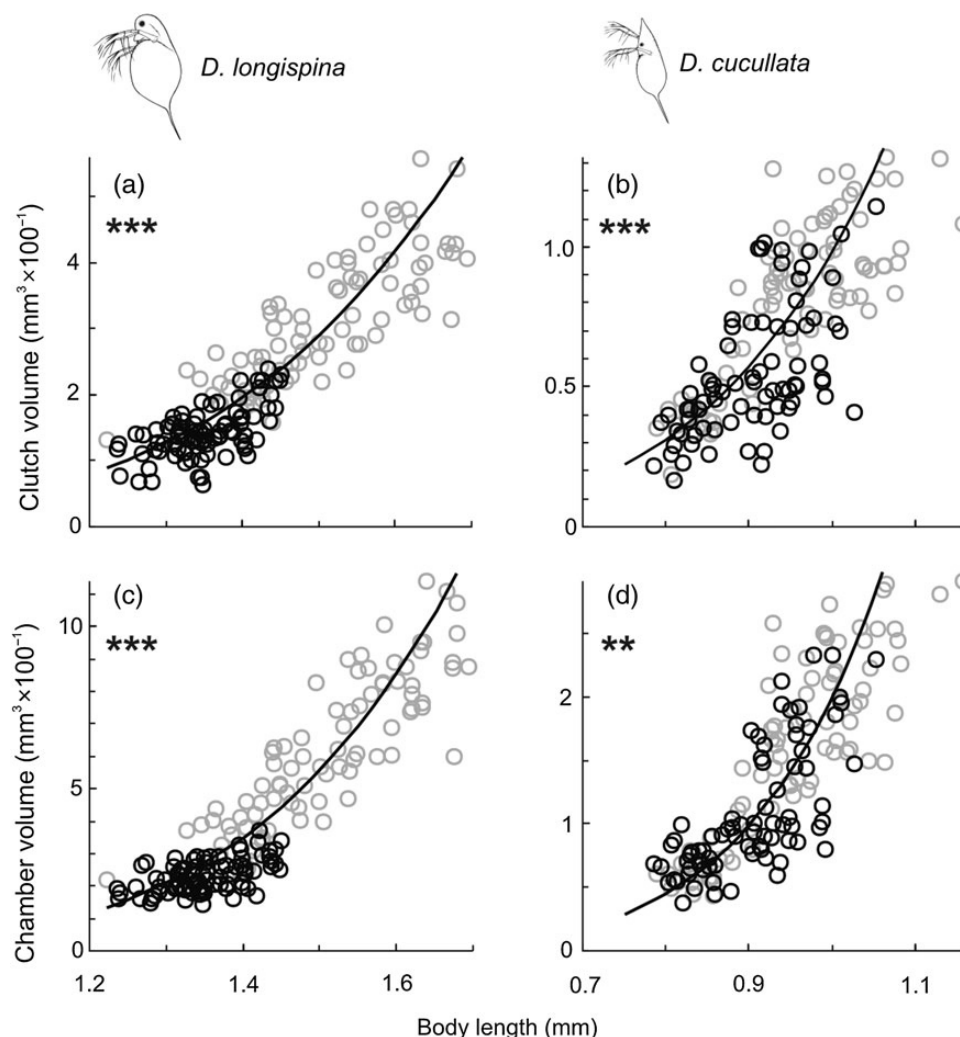 D. longispina
D. cucullata
(a)
***
(b)
***
Clutch volume (mm³ ×100⁻¹)
4
2
0
1.0
0.5
0
(c)
***
(d)
**
Chamber volume (mm³ ×100⁻¹)
10
5
0
2
1
0
1.2 1.4 1.6
0.7 0.9 1.1
Body length (mm)